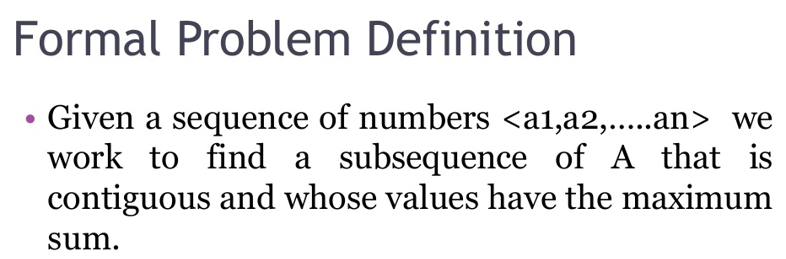 Formal Problem Definition
• Given a sequence of numbers <a1,a2,.....an> we
work to find a subsequence of A that is
contiguous and whose values have the maximum
sum.